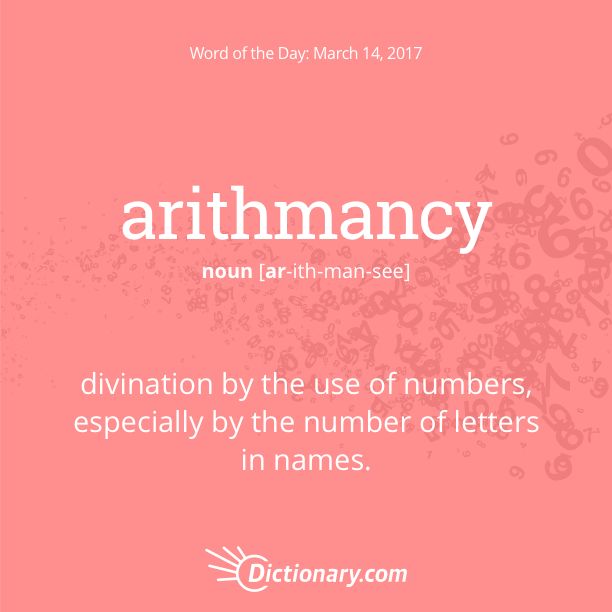 Word of the Day: March 14, 2017
arithmancy
noun [ar-ith-man-see]
divination by the use of numbers,
especially by the number of letters
in names.
Dictionary.com